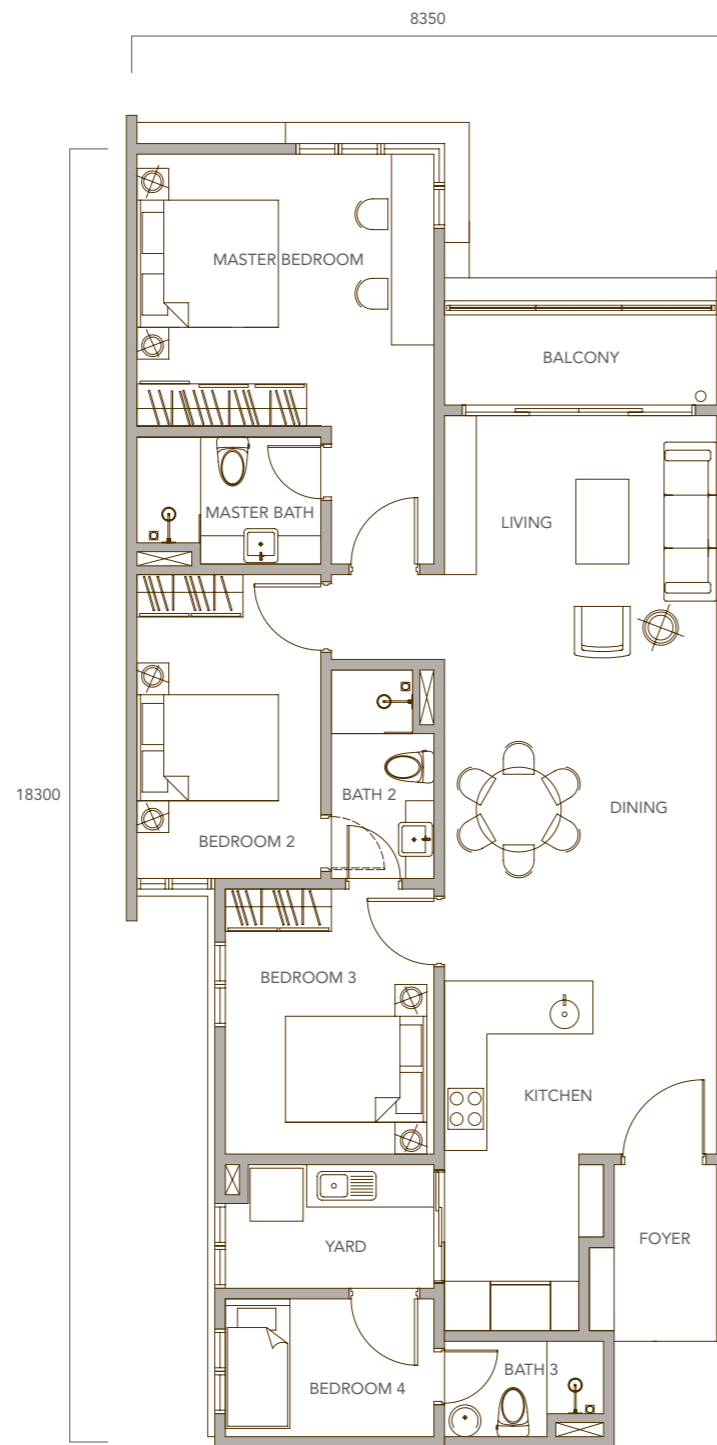 8350
MASTER BEDROOM
BALCONY
MASTER BATH
LIVING
18300
BATH 2
DINING
BEDROOM 2
BEDROOM 3
KITCHEN
YARD
FOYER
BEDROOM 4
BATH 3